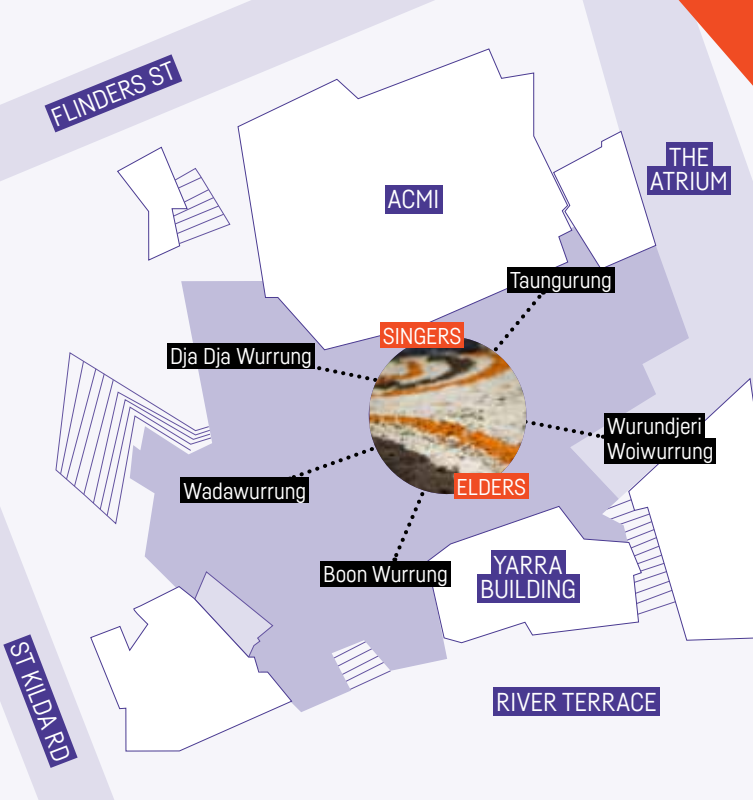 FLINDERS ST
THE
ATRIUM
ACMI
Taungurung
SINGERS
Dja Dja Wurrung
Wurundjeri
Woiwurrung
Wadawurrung
ELDERS
Boon Wurrung
YARRA
BUILDING
ST KILDA RD
RIVER TERRACE